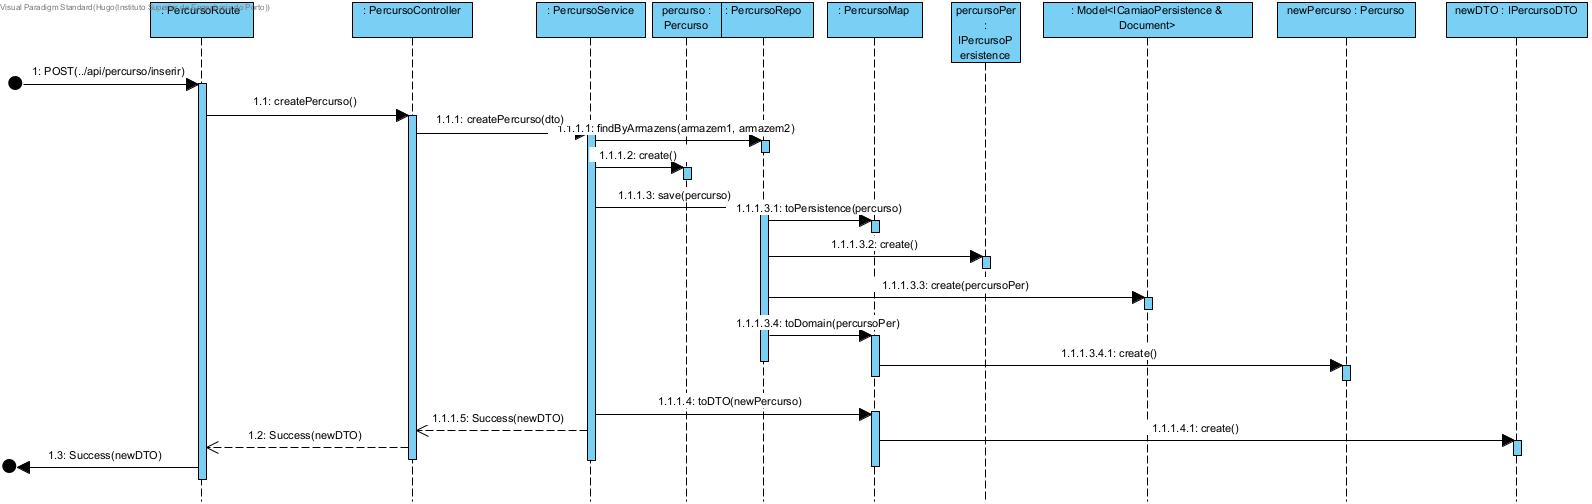 Visual Paradigm Standard(Hugo(Instituto Superior de Engenharia do Porto))
: PercursoRoute
: PercursoController
: PercursoService
percurso :
Percurso
: PercursoRepo
: PercursoMap
percursoPer
:
IPercursoP
ersistence
: Model<ICamiaoPersistence &
Document>
newPercurso : Percurso
newDTO : IPercursoDTO
1: POST(../api/percurso/inserir)
1.1: createPercurso()
1.1.1: createPercurso(dto)
1.1.1.1: findByArmazens(armazem1, armazem2)
1.1.1.2: create()
1.1.1.3: save(percurso)
1.1.1.3.1: toPersistence(percurso)
1.1.1.3.2: create()
1.1.1.3.3: create(percursoPer)
1.1.1.3.4: toDomain(percursoPer)
1.1.1.3.4.1: create()
1.1.1.4: toDTO(newPercurso)
1.1.1.5: Success(newDTO)
1.1.1.4.1: create()
1.2: Success(newDTO)
1.3: Success(newDTO)